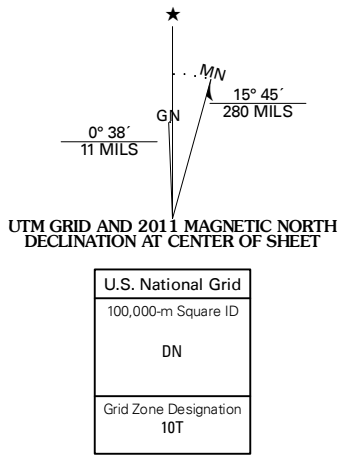 MN
15° 45´
280 MILS
GN
0° 38´
11 MILS
UTM GRID AND 2011 MAGNETIC NORTH
DECLINATION AT CENTER OF SHEET
U.S. National Grid
100,000-m Square ID
DN
Grid Zone Designation
10T